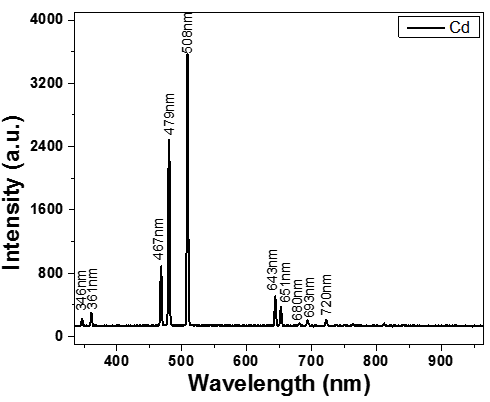 Cd
Intensity (a.u.)
4000
3200
2400
1600
800
0
346nm
361nm
467nm
479nm
508nm
643nm
651nm
680nm
693nm
720nm
400
500
600
700
800
900
Wavelength (nm)